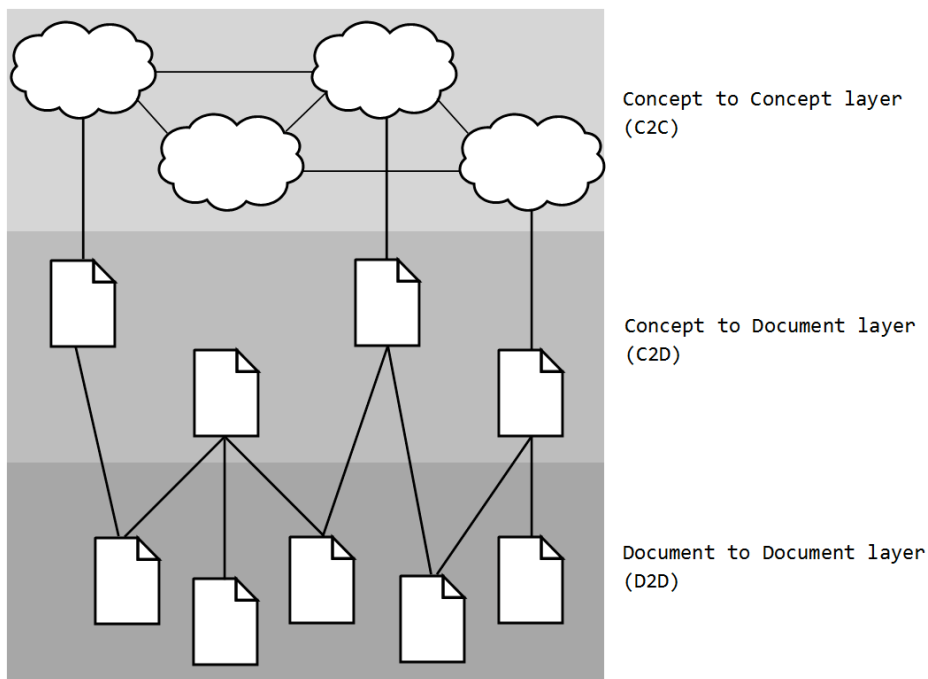 Concept to Concept layer
(C2C)
Concept to Document layer
(C2D)
Document to Document layer
(D2D)